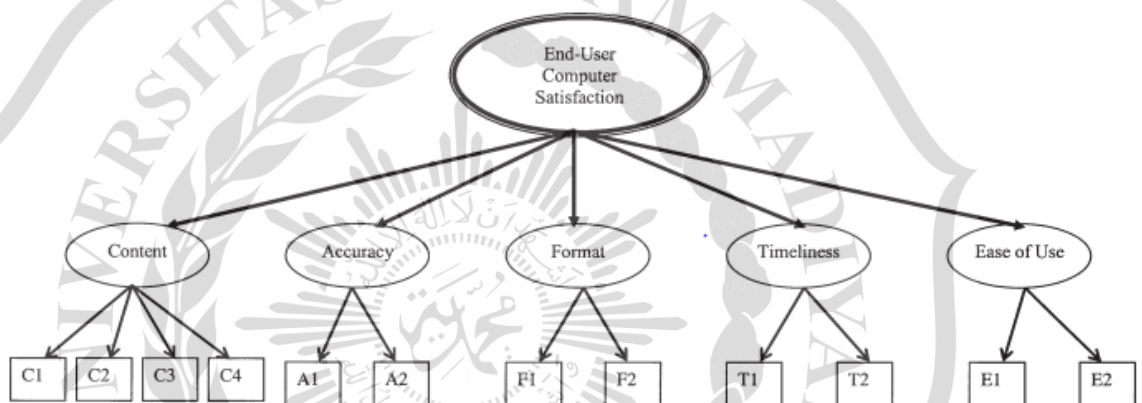 End-User
Computer
Satisfaction
Content
Accuracy
Format
Timeliness
Ease of Use
C1
C2
C3
C4
A1
A2
F1
F2
T1
T2
E1
E2